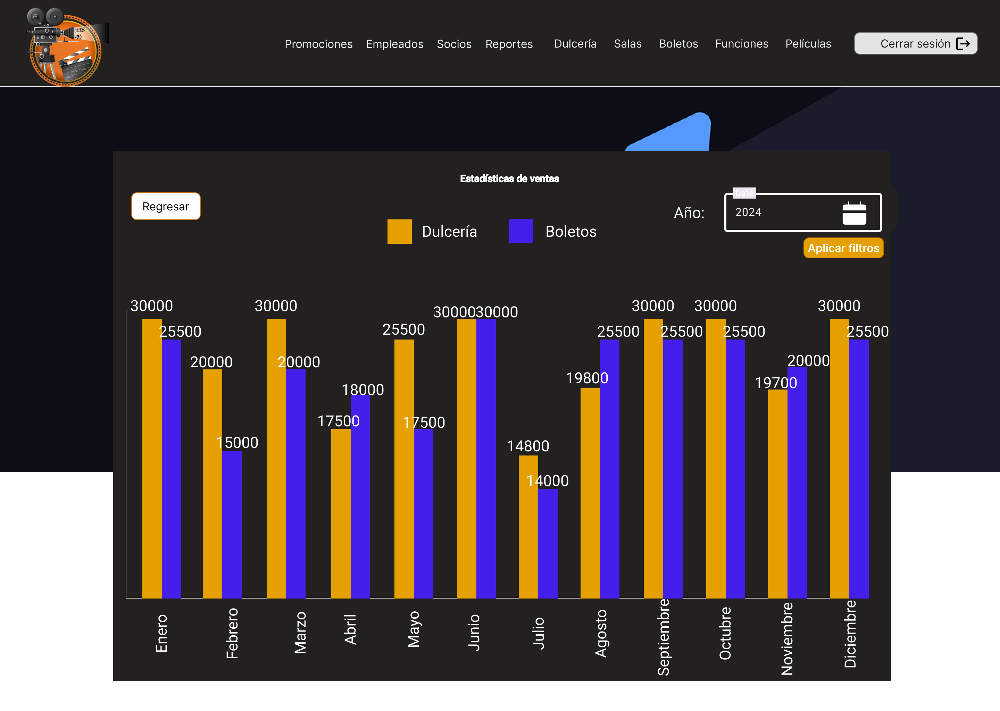 CINE
VER
Promociones Empleados Socios Reportes Dulcería Salas Boletos Funciones Películas Cerrar sesión
Estadísticas de ventas
Regresar
Date
Año: 2024
Dulcería Boletos
Aplicar filtros
30000 25500
20000 15000
30000 20000
17500 18000
25500 17500
30000 30000
14800 14000
19800 25500
30000 25500
30000 25500
19700 20000
30000 25500
Enero
Febrero
Marzo
Abril
Mayo
Junio
Julio
Agosto
Septiembre
Octubre
Noviembre
Diciembre